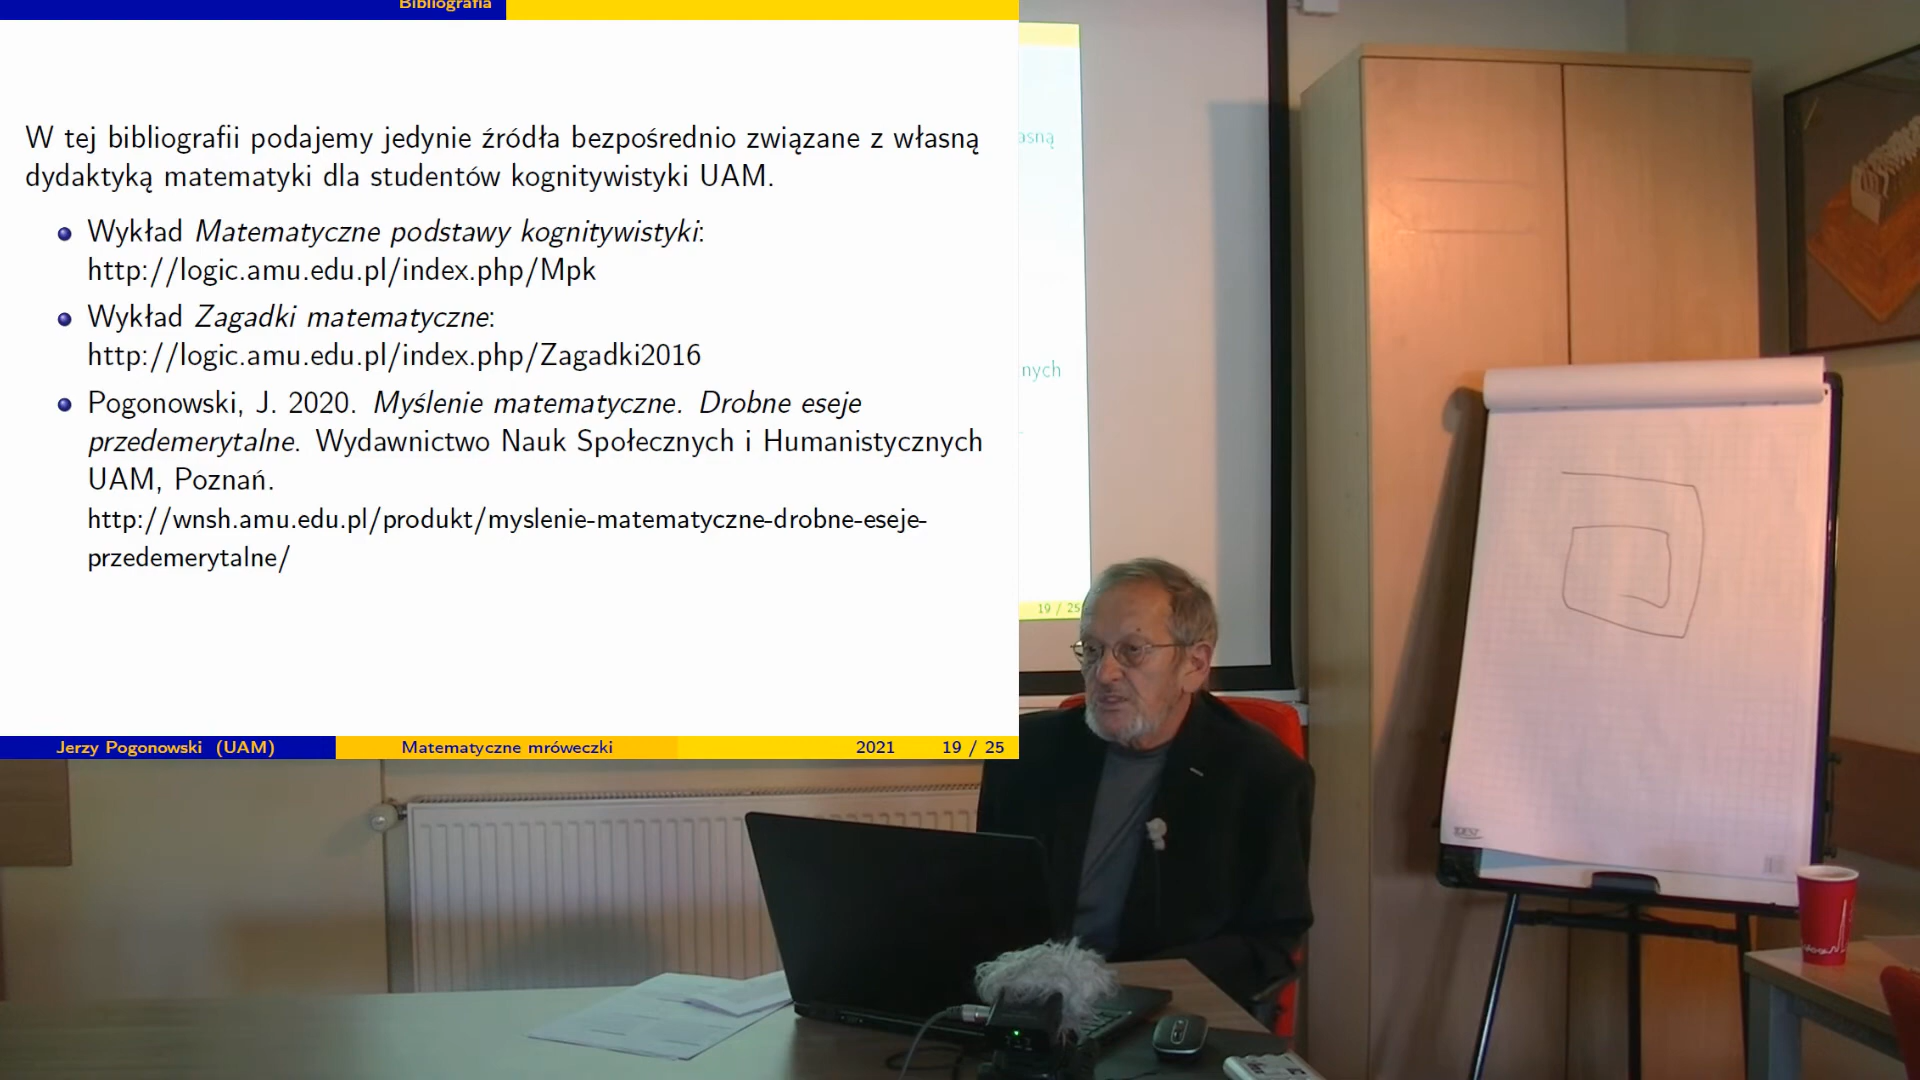 Bibliografia
W tej bibliografii podajemy jedynie źródła bezpośrednio związane z własną
dydaktyką matematyki dla studentów kognitywistyki UAM.
Wykład Matematyczne podstawy kognitywistyki:
http://logic.amu.edu.pl/index.php/Mpk
Wykład Zagadki matematyczne:
http://logic.amu.edu.pl/index.php/Zagadki2016
Pogonowski, J. 2020. Myślenie matematyczne. Drobne eseje
przedemerytalne. Wydawnictwo Nauk Społecznych i Humanistycznych
UAM, Poznań.
http://wnsh.amu.edu.pl/produkt/myslenie-matematyczne-drobne-eseje-
przedemerytalne/
Jerzy Pogonowski (UAM) Matematyczne mróweczki 2021 19 / 25
asną
nych
19 / 25